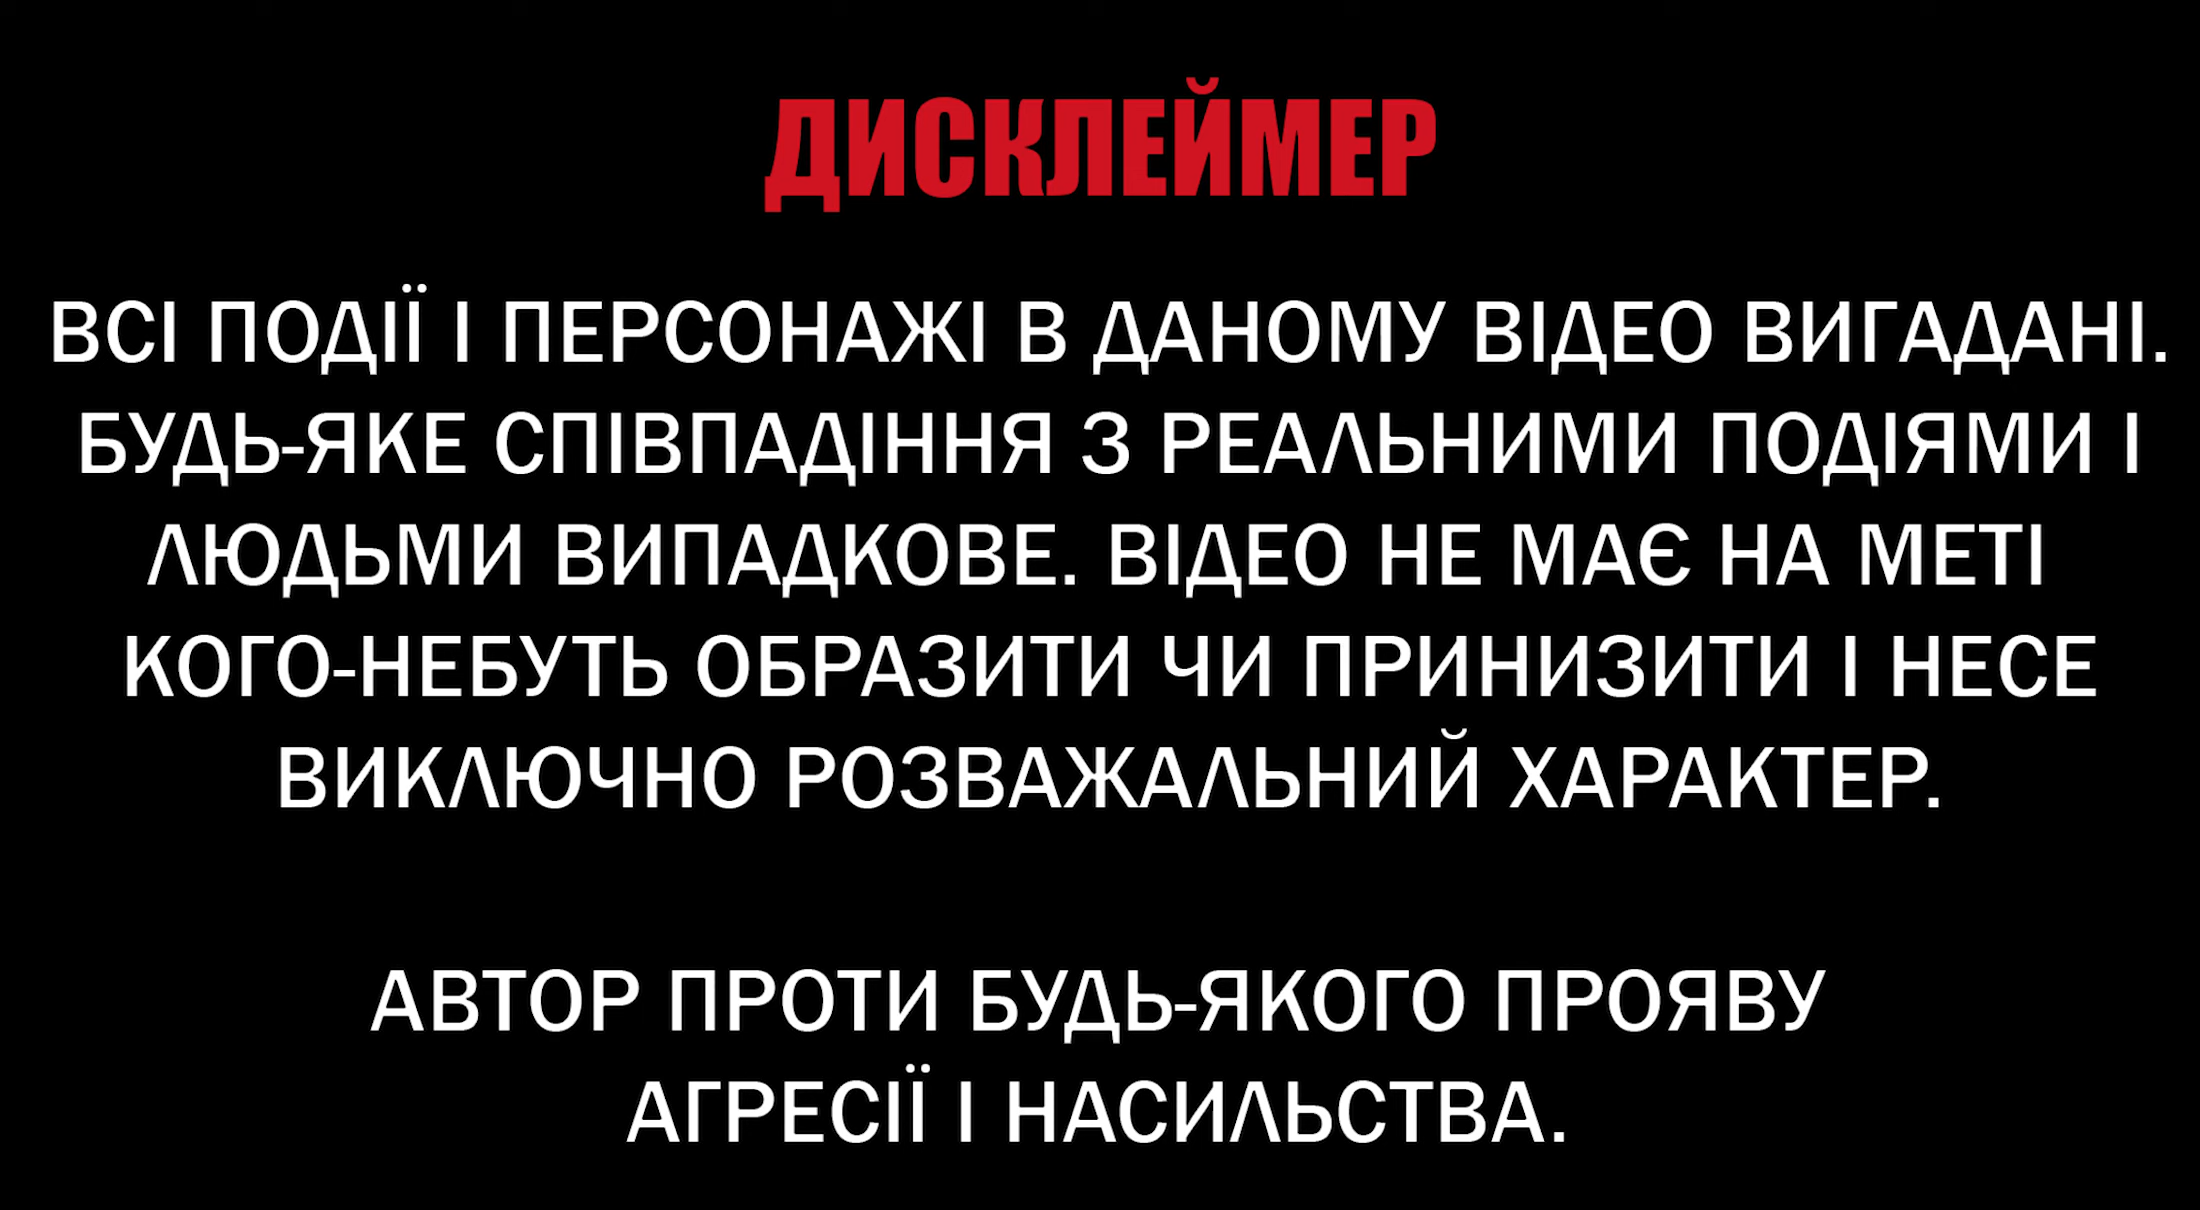 ДИСКЛЕЙМЕР
ВСІ ПОДІЇ І ПЕРСОНАЖІ В ДАНОМУ ВІДЕО ВИГАДАНІ.
БУДЬ-ЯКЕ СПІВПАДІННЯ З РЕАЛЬНИМИ ПОДІЯМИ І
ЛЮДЬМИ ВИПАДКОВЕ. ВІДЕО НЕ МАЄ НА МЕТІ
КОГО-НЕБУТЬ ОБРАЗИТИ ЧИ ПРИНИЗИТИ І НЕСЕ
ВИКЛЮЧНО РОЗВАЖАЛЬНИЙ ХАРАКТЕР.
АВТОР ПРОТИ БУДЬ-ЯКОГО ПРОЯВУ
АГРЕСІЇ І НАСИЛЬСТВА.